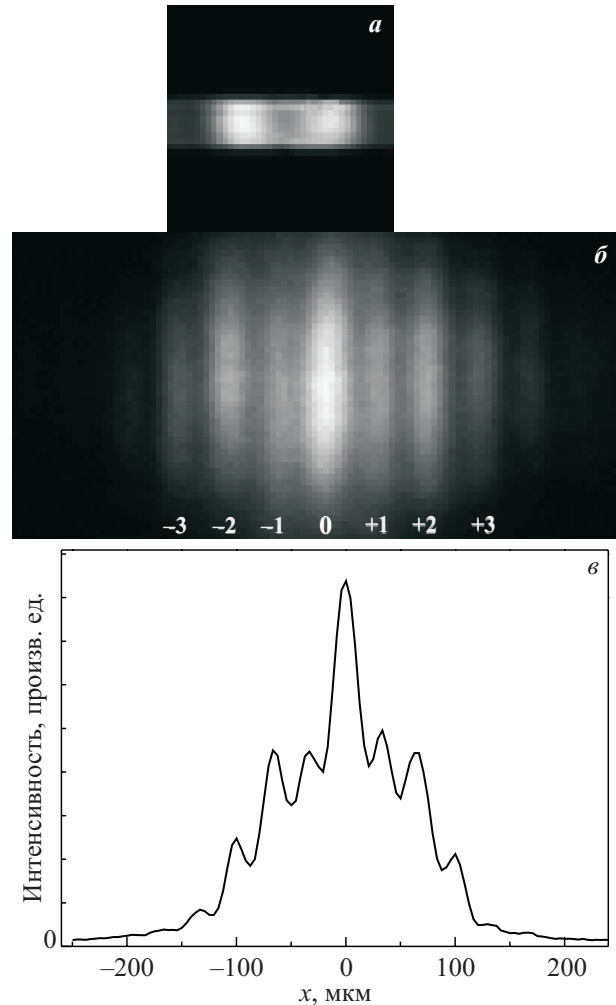 а
б
–3 –2 –1 0 +1 +2 +3
в
Интенсивность, произв. ед.
0
–200 –100 0 100 200
x, мкм